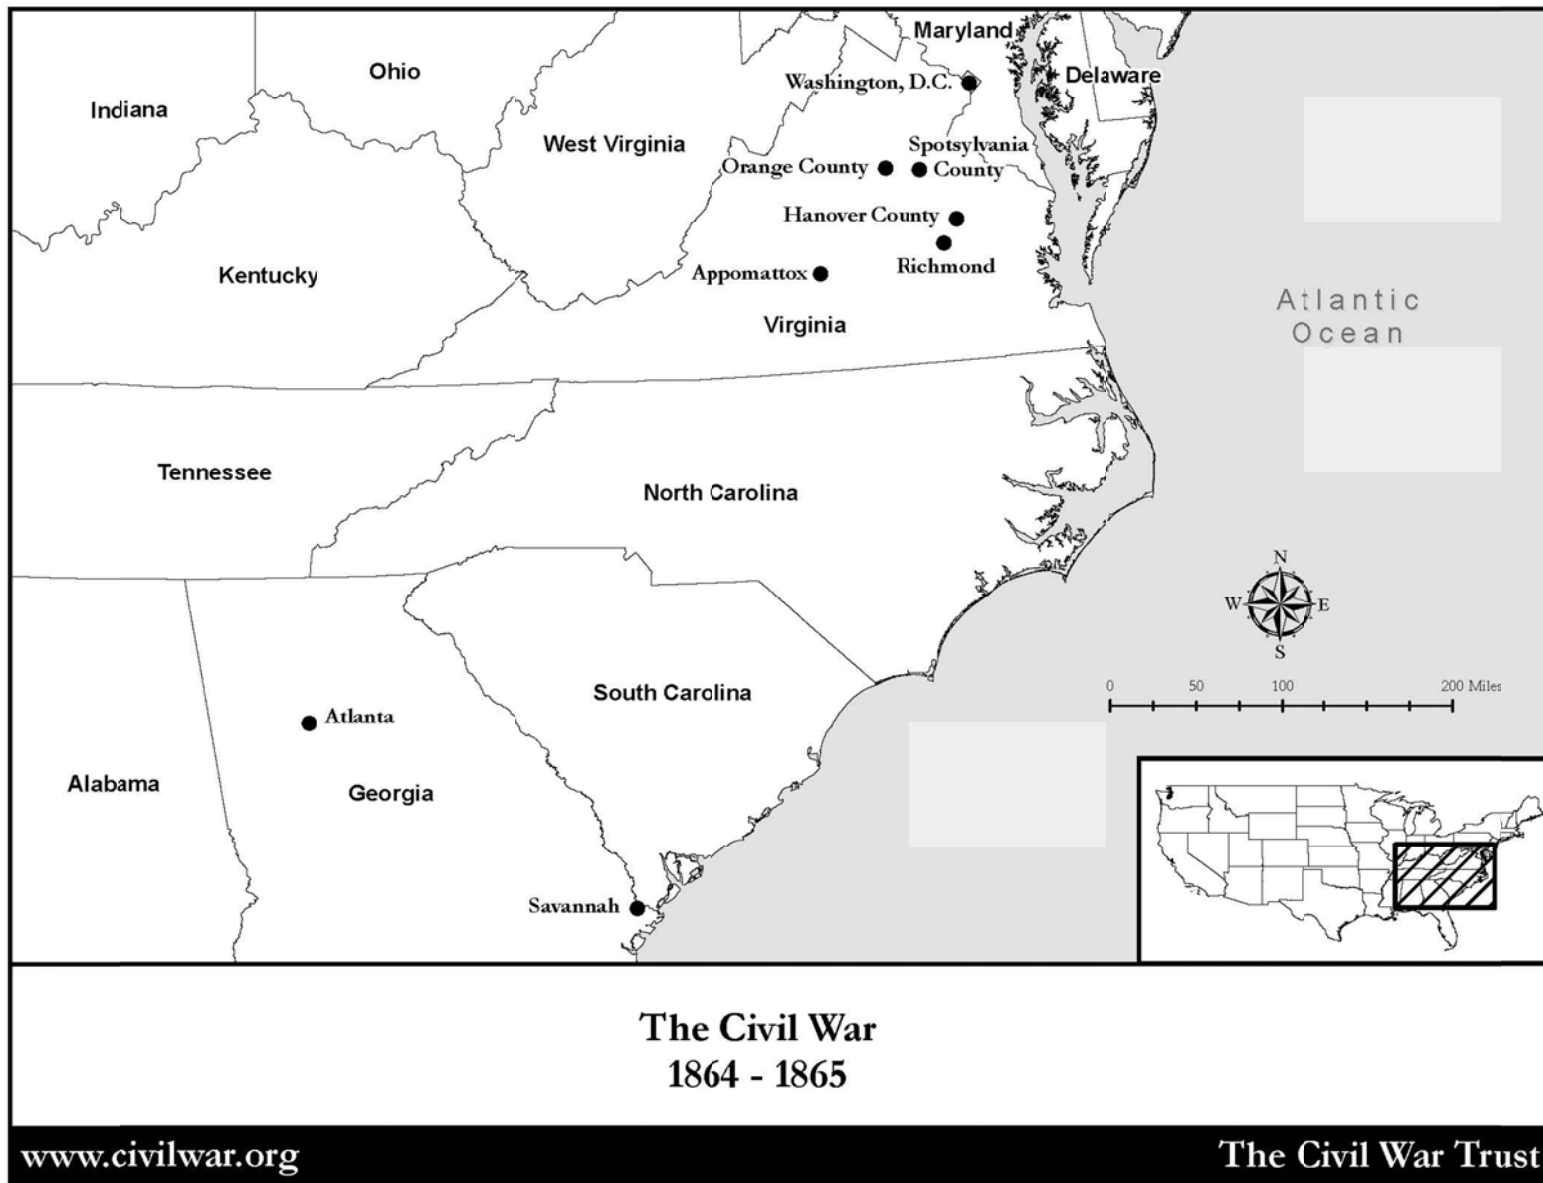 Maryland
Ohio
Indiana
Washington, D.C.
Delaware
West Virginia
Spotsylvania
County
Orange County
Hanover County
Richmond
Kentucky
Appomattox
Virginia
Atlantic
Ocean
Tennessee
North Carolina
N
W E
S
South Carolina
0 50 100 200 Miles
Atlanta
Alabama
Georgia
Savannah
The Civil War
1864 - 1865
www.civilwar.org
The Civil War Trust